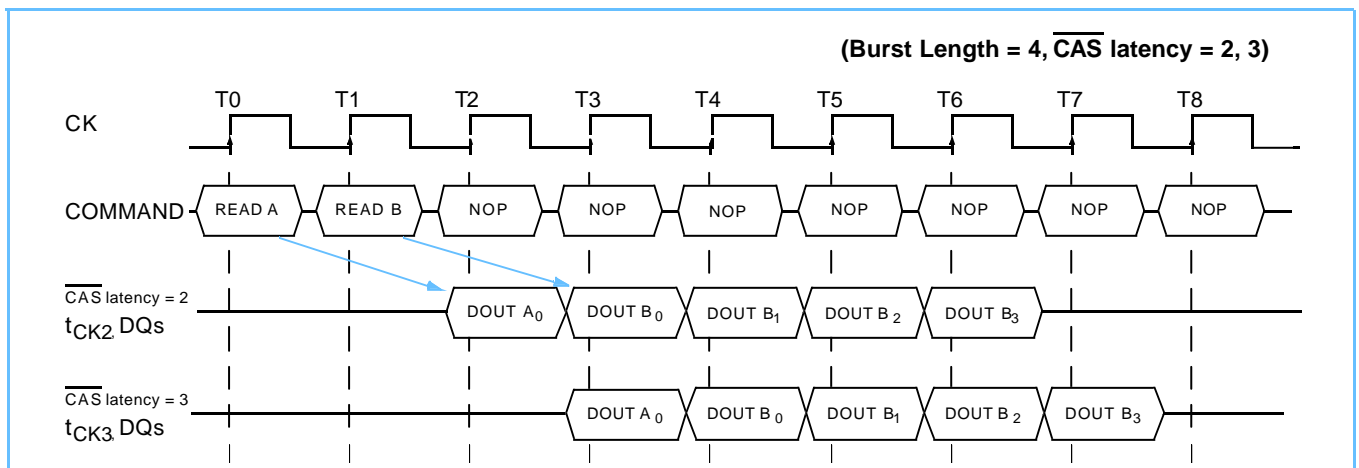 (Burst Length = 4, CAS latency = 2, 3)
T0 T1 T2 T3 T4 T5 T6 T7 T8
CK
COMMAND READ A READ B NOP NOP NOP NOP NOP NOP NOP
CAS latency = 2
tCK2, DQs DOUT A0 DOUT B0 DOUT B1 DOUT B2 DOUT B3
CAS latency = 3
tCK3, DQs DOUT A0 DOUT B0 DOUT B1 DOUT B2 DOUT B3